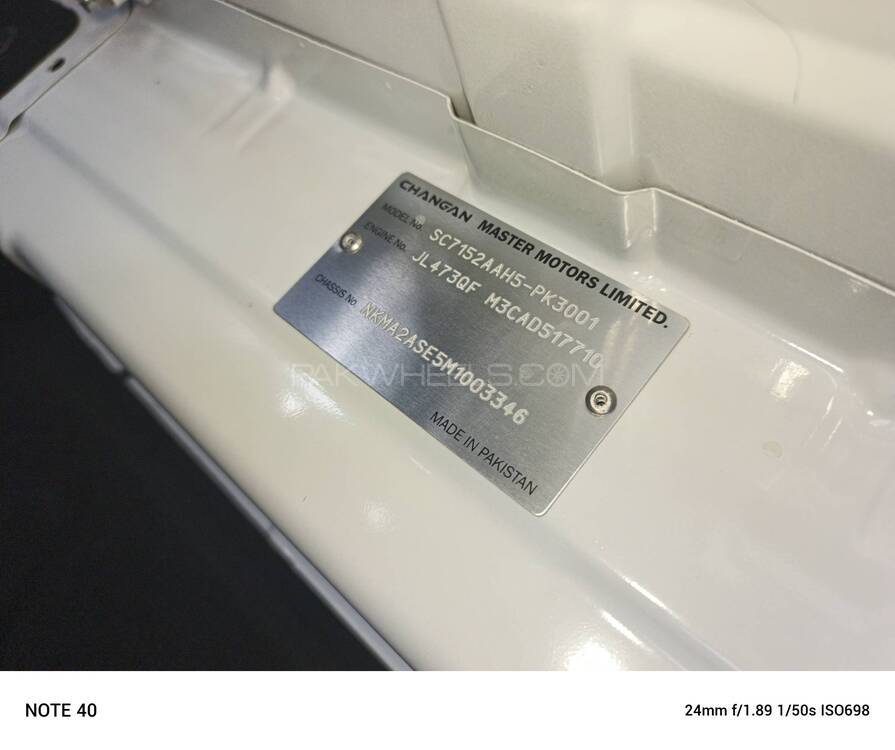 CHANGAN MASTER MOTORS LIMITED.
MODEL No. SC7152AAH5-PK3001
ENGINE No. JL473QF M3CAD517710
CHASSIS No. NKMA2ASE5M1003346
PAKWHEELS.COM
MADE IN PAKISTAN
NOTE 40
24mm f/1.89 1/50s ISO698